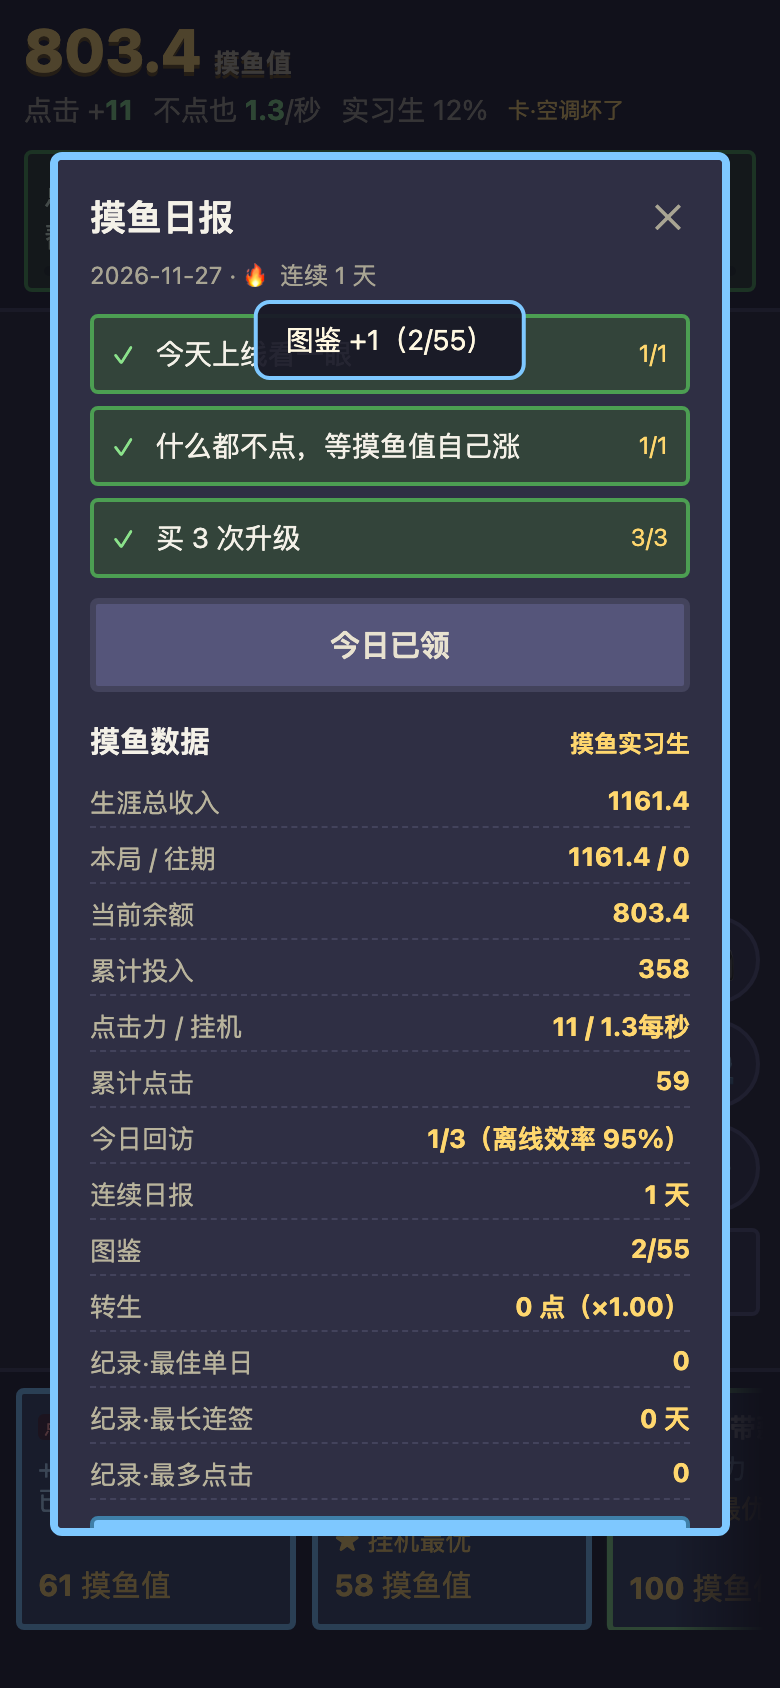 803.4 摸鱼值
点击 +11 不点也 1.3/秒 实习生 12% 卡·空调坏了
摸鱼日报
2026-11-27 · 🔥 连续 1 天
图鉴 +1（2/55）
✓ 今天上线看一眼 1/1
✓ 什么都不点，等摸鱼值自己涨 1/1
✓ 买 3 次升级 3/3
今日已领
摸鱼数据 摸鱼实习生
生涯总收入 1161.4
本局 / 往期 1161.4 / 0
当前余额 803.4
累计投入 358
点击力 / 挂机 11 / 1.3每秒
累计点击 59
今日回访 1/3（离线效率 95%）
连续日报 1 天
图鉴 2/55
转生 0 点（×1.00）
纪录·最佳单日 0
纪录·最长连签 0 天
纪录·最多点击 0
★ 挂机最优
61 摸鱼值 58 摸鱼值 100 摸鱼